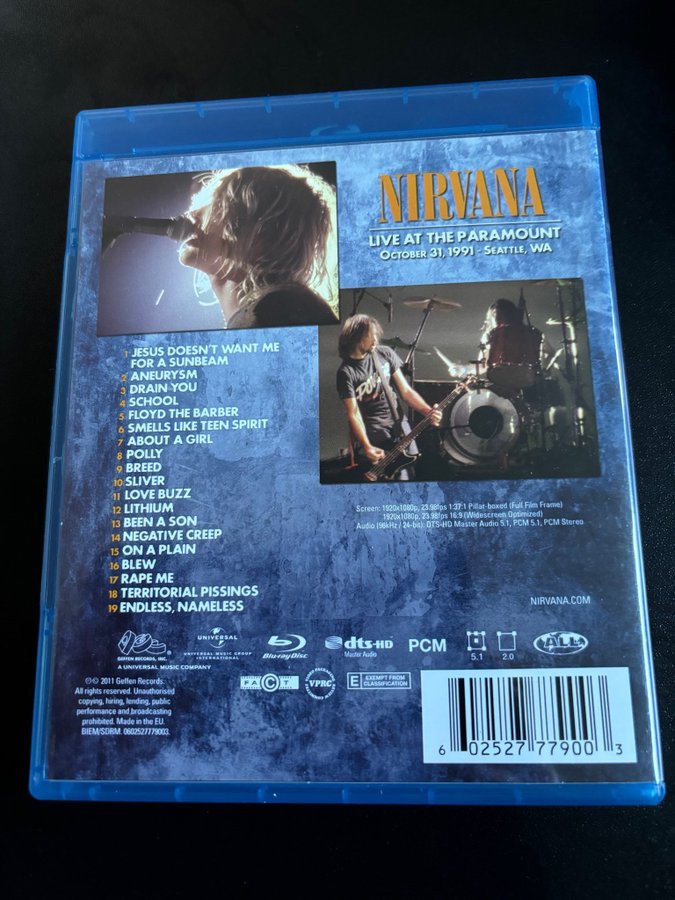 NIRVANA
LIVE AT THE PARAMOUNT
OCTOBER 31, 1991 - SEATTLE, WA
1 JESUS DOESN'T WANT ME
FOR A SUNBEAM
2 ANEURYSM
3 DRAIN YOU
4 SCHOOL
5 FLOYD THE BARBER
6 SMELLS LIKE TEEN SPIRIT
7 ABOUT A GIRL
8 POLLY
9 BREED
10 SLIVER
11 LOVE BUZZ
12 LITHIUM
13 BEEN A SON
14 NEGATIVE CREEP
15 ON A PLAIN
16 BLEW
17 RAPE ME
18 TERRITORIAL PISSINGS
19 ENDLESS, NAMELESS
Screen: 1920x1080p, 23.98fps 1:37:1 Pillar-boxed (Full Film Frame)
1920x1080p, 23.98fps 16:9 (Widescreen Optimized)
Audio (96kHz / 24-bit): DTS-HD Master Audio 5.1, PCM 5.1, PCM Stereo
NIRVANA.COM
GEFFEN RECORDS, INC.
A UNIVERSAL MUSIC COMPANY
UNIVERSAL
UNIVERSAL MUSIC GROUP
INTERNATIONAL
Blu-ray Disc
dts-HD
Master Audio
PCM
5.1
2.0
ALL
℗© 2011 Geffen Records.
All rights reserved. Unauthorised
copying, hiring, lending, public
performance and broadcasting
prohibited. Made in the EU.
BIEM/SDRM. 0602527779003.
FACT
VPRC
E EXEMPT FROM
CLASSIFICATION
6 02527 77900 3